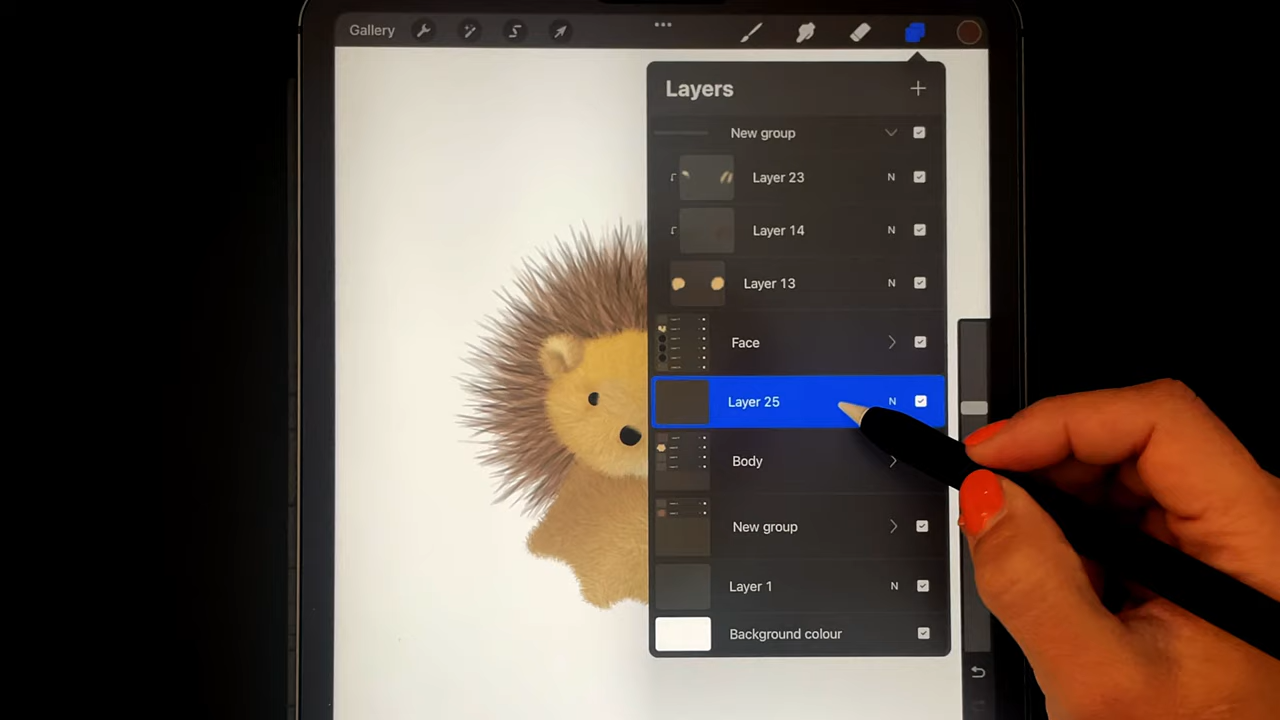 Gallery
Layers
New group
Layer 23 N
Layer 14 N
Layer 13 N
Face
Layer 25 N
Body
New group
Layer 1 N
Background colour